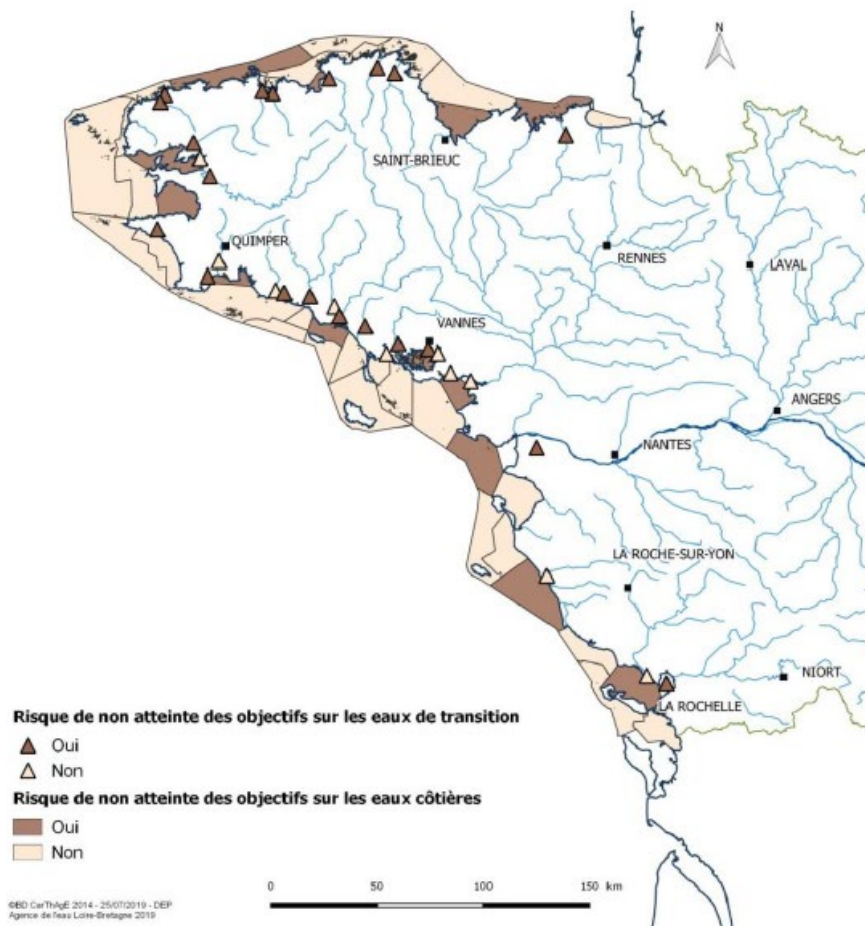 N
SAINT-BRIEUC
QUIMPER
RENNES
LAVAL
VANNES
ANGERS
NANTES
LA ROCHE-SUR-YON
NIORT
LA ROCHELLE
Risque de non atteinte des objectifs sur les eaux de transition
Oui
Non
Risque de non atteinte des objectifs sur les eaux côtières
Oui
Non
0 50 100 150 km
©BD CarThAgE 2014 - 25/07/2019 - DEP
Agence de l'eau Loire-Bretagne 2019